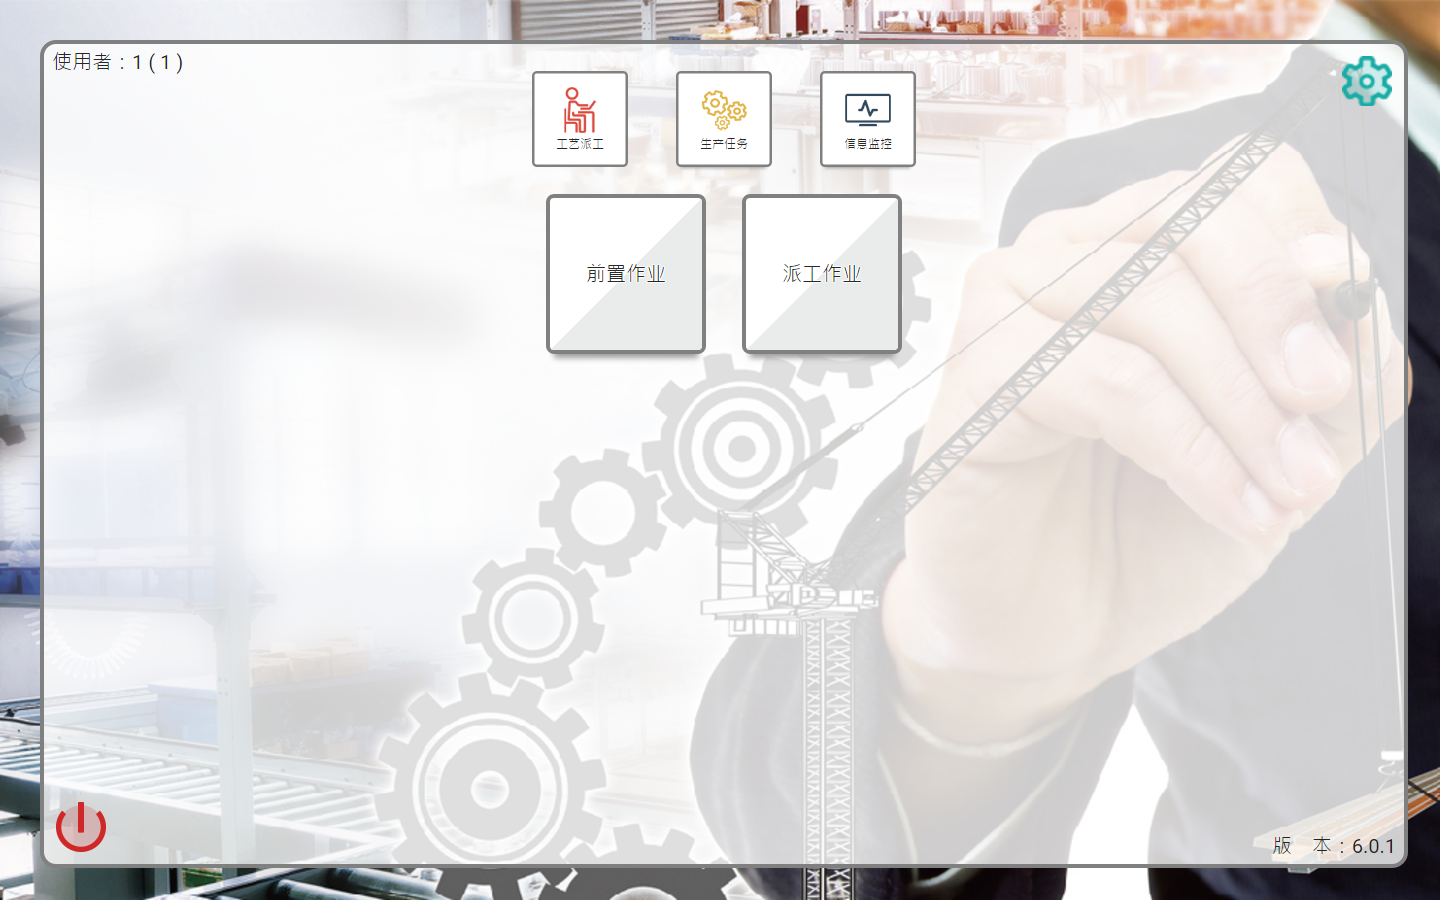 使用者 : 1 ( 1 )
工艺派工
生产任务
信息监控
前置作业
派工作业
版　本 : 6.0.1